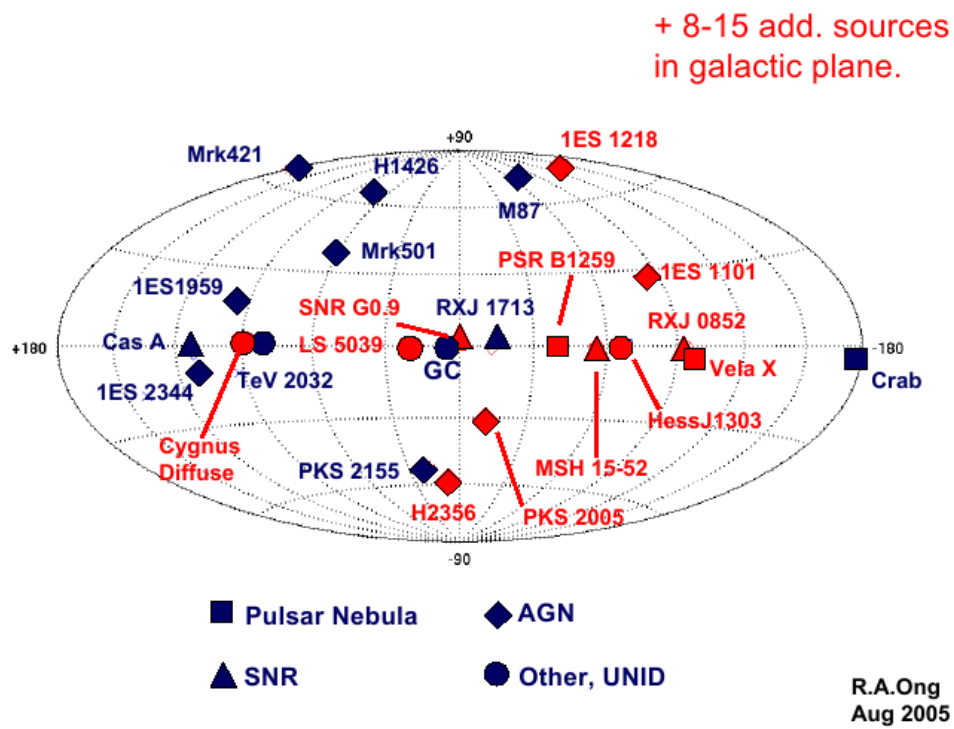 + 8-15 add. sources
in galactic plane.
+90
1ES 1218
Mrk421
H1426
M87
Mrk501
PSR B1259
1ES 1101
1ES1959
SNR G0.9
RXJ 1713
RXJ 0852
Cas A
LS 5039
+180
-180
GC
Vela X
Crab
1ES 2344
TeV 2032
HessJ1303
Cygnus
Diffuse
PKS 2155
MSH 15-52
H2356
PKS 2005
-90
Pulsar Nebula
AGN
SNR
Other, UNID
R.A.Ong
Aug 2005